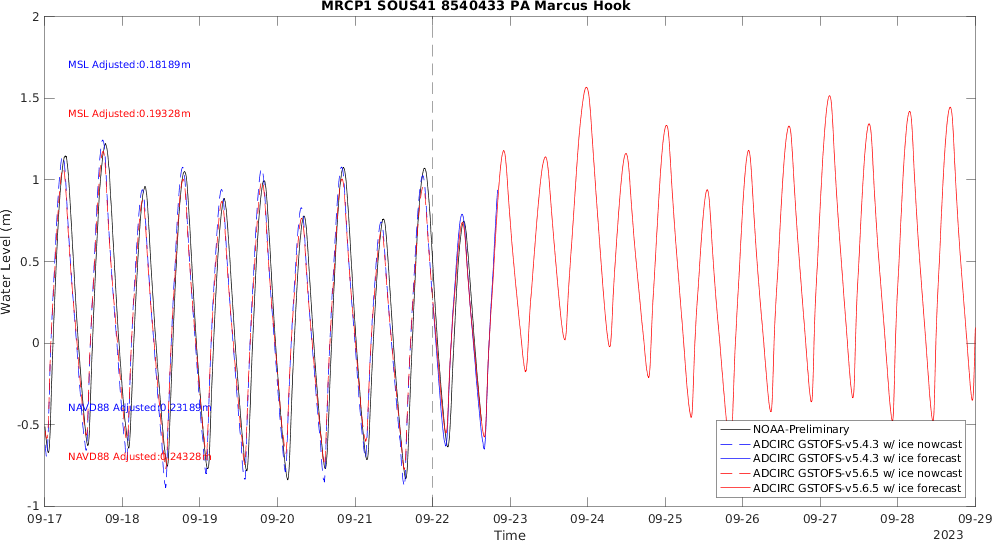 MRCP1 SOUS41 8540433 PA Marcus Hook
2
1.5
1
0.5
0
-0.5
-1
Water Level (m)
MSL Adjusted:0.18189m
MSL Adjusted:0.19328m
NAVD88 Adjusted:0.23189m
NAVD88 Adjusted:0.24328m
NOAA-Preliminary
ADCIRC GSTOFS-v5.4.3 w/ ice nowcast
ADCIRC GSTOFS-v5.4.3 w/ ice forecast
ADCIRC GSTOFS-v5.6.5 w/ ice nowcast
ADCIRC GSTOFS-v5.6.5 w/ ice forecast
09-17 09-18 09-19 09-20 09-21 09-22 09-23 09-24 09-25 09-26 09-27 09-28 09-29
Time
2023